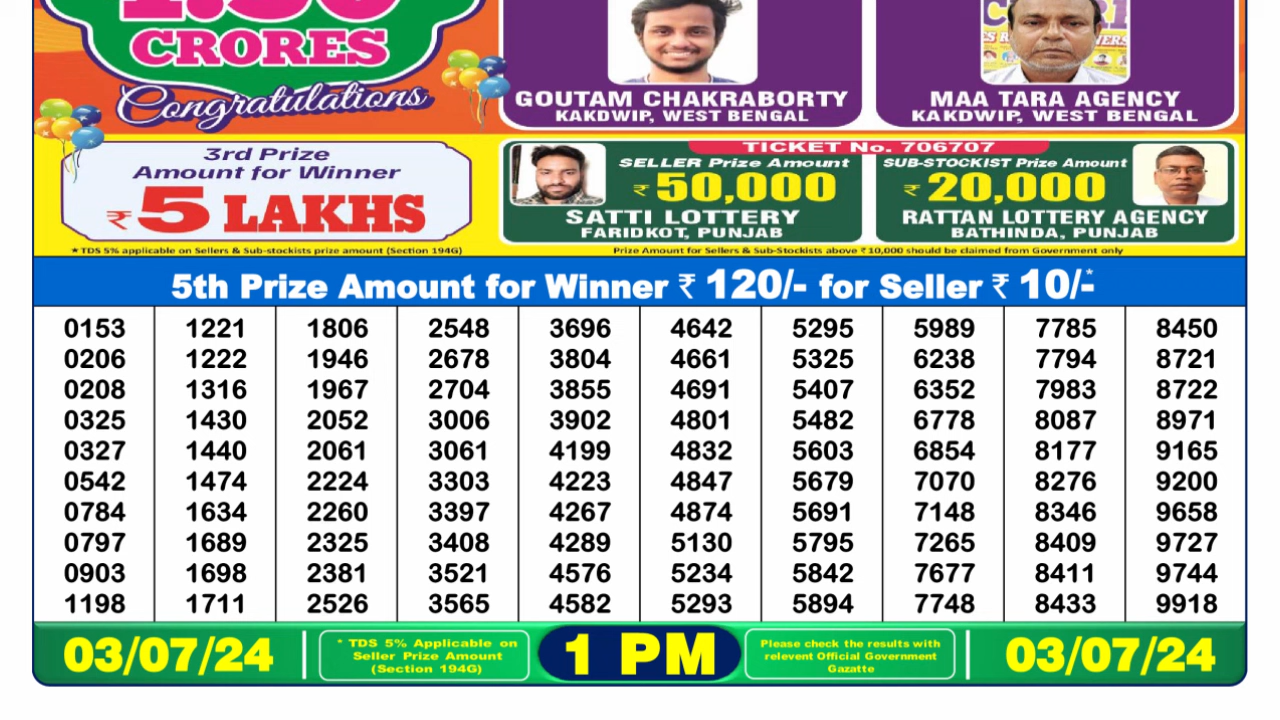 CRORES
Congratulations
GOUTAM CHAKRABORTY
KAKDWIP, WEST BENGAL
MAA TARA AGENCY
KAKDWIP, WEST BENGAL
3rd Prize
Amount for Winner
₹5 LAKHS
TICKET No. 706707
SELLER Prize Amount
₹50,000
SATTI LOTTERY
FARIDKOT, PUNJAB
SUB-STOCKIST Prize Amount
₹20,000
RATTAN LOTTERY AGENCY
BATHINDA, PUNJAB
★TDS 5% applicable on Sellers & Sub-stockists prize amount (Section 194G)
Prize Amount for Sellers & Sub-Stockists above ₹10,000 should be claimed from Government only
5th Prize Amount for Winner ₹ 120/- for Seller ₹ 10/-*
0153 1221 1806 2548 3696 4642 5295 5989 7785 8450
0206 1222 1946 2678 3804 4661 5325 6238 7794 8721
0208 1316 1967 2704 3855 4691 5407 6352 7983 8722
0325 1430 2052 3006 3902 4801 5482 6778 8087 8971
0327 1440 2061 3061 4199 4832 5603 6854 8177 9165
0542 1474 2224 3303 4223 4847 5679 7070 8276 9200
0784 1634 2260 3397 4267 4874 5691 7148 8346 9658
0797 1689 2325 3408 4289 5130 5795 7265 8409 9727
0903 1698 2381 3521 4576 5234 5842 7677 8411 9744
1198 1711 2526 3565 4582 5293 5894 7748 8433 9918
03/07/24
* TDS 5% Applicable on
Seller Prize Amount
(Section 194G)
1 PM
Please check the results with
relevent Official Government
Gazatte
03/07/24